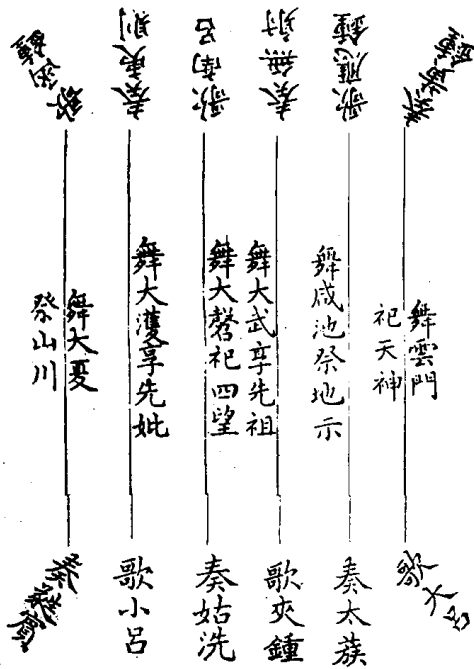 奏黃鍾
歌應鍾
奏無射
歌南呂
奏夷則
歌函鍾
舞雲門
祀天神
舞咸池祭地示
舞大武享先祖
舞大磬祀四望
舞大濩享先妣
舞大夏
祭山川
歌大呂
奏太蔟
歌夾鍾
奏姑洗
歌小呂
奏蕤賓